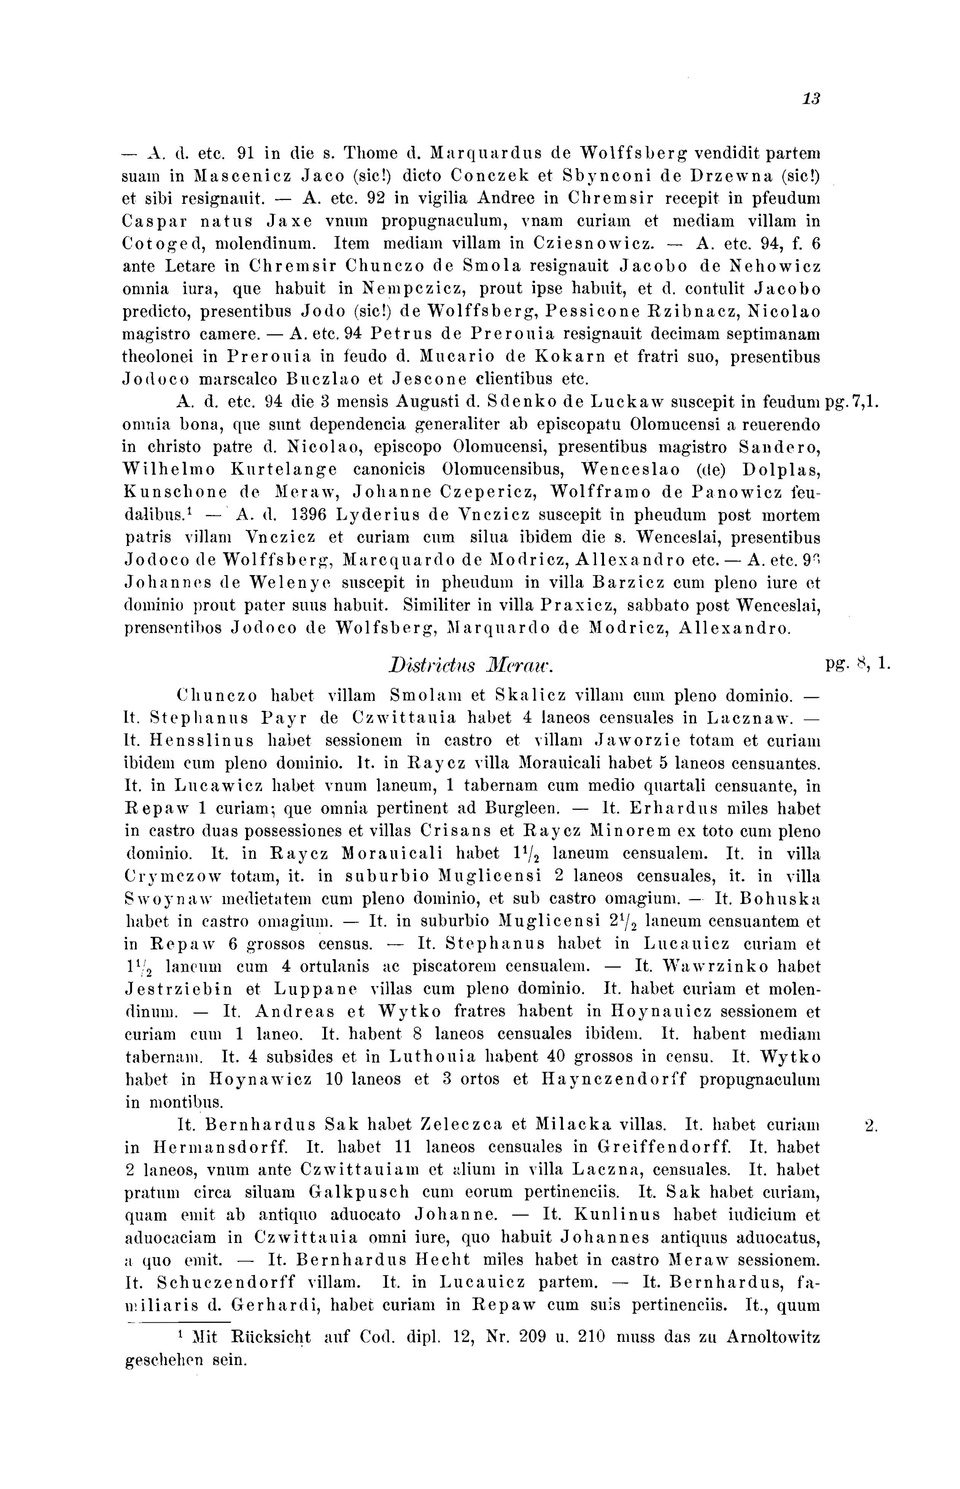 13
— A. d. etc. 91 in die s. Thome d. Marquardus de Wolffsberg vendidit partem
suam in Mascenicz Jaco (sic!) dicto Conczek et Sbynconi de Drzewna (sic!)
et sibi resignauit. — A. etc. 92 in vigilia Andree in Chremsir recepit in pfeudum
Caspar natus Jaxe vnum propugnaculum, vnam curiam et mediam villam in
Cotoged, molendinum. Item mediam villam in Cziesnowicz. — A. etc. 94, f. 6
ante Letare in Chremsir Chunczo de Smola resignauit Jacobo de Nehowicz
omnia iura, que habuit in Nempczicz, prout ipse habuit, et d. contulit Jacobo
predicto, presentibus Jodo (sic!) de Wolffsberg, Pessicone Rzibnacz, Nicolao
magistro camere. — A. etc. 94 Petrus de Prerouia resignauit decimam septimanam
theolonei in Prerouia in feudo d. Mucario de Kokarn et fratri suo, presentibus
Jodoco marscalco Buczlao et Jescone clientibus etc.
A. d. etc. 94 die 3 mensis Augusti d. Sdenko de Luckaw suscepit in feudum pg. 7,1.
omnia bona, que sunt dependencia generaliter ab episcopatu Olomucensi a reuerendo
in christo patre d. Nicolao, episcopo Olomucensi, presentibus magistro Sandero,
Wilhelmo Kurtelange canonicis Olomucensibus, Wenceslao (de) Dolplas,
Kunschone de Meraw, Johanne Czepericz, Wolfframo de Panowicz feu-
dalibus.¹ — A. d. 1396 Lyderius de Vnczicz suscepit in pheudum post mortem
patris villam Vnczicz et curiam cum silua ibidem die s. Wenceslai, presentibus
Jodoco de Wolffsberg, Marcquardo de Modricz, Allexandro etc. — A. etc.
Johannes de Welenye suscepit in pheudum in villa Barzicz cum pleno iure et
dominio prout pater suus habuit. Similiter in villa Praxicz, sabbato post Wenceslai,
prensentibos Jodoco de Wolfsberg, Marquardo de Modricz, Allexandro.
Districtus Meraw. pg. 8, 1.
Chunczo habet villam Smolam et Skalicz villam cum pleno dominio. —
It. Stephanus Payr de Czwittauia habet 4 laneos censuales in Lacznaw. —
It. Hensslinus habet sessionem in castro et villam Jaworzie totam et curiam
ibidem cum pleno dominio. It. in Raycz villa Morauicali habet 5 laneos censuantes.
It. in Lucawicz habet vnum laneum, 1 tabernam cum medio quartali censuante, in
Repaw 1 curiam; que omnia pertinent ad Burgleen. — It. Erhardus miles habet
in castro duas possessiones et villas Crisans et Raycz Minorem ex toto cum pleno
dominio. It. in Raycz Morauicali habet 1½ laneum censualem. It. in villa
Crymczow totam, it. in suburbio Muglicensi 2 laneos censuales, it. in villa
Swoynaw medietatem cum pleno dominio, et sub castro omagium. — It. Bohuska
habet in castro omagium. — It. in suburbio Muglicensi 2½ laneum censuantem et
in Repaw 6 grossos census. — It. Stephanus habet in Lucauicz curiam et
1½ laneum cum 4 ortulanis ac piscatorem censualem. — It. Wawrzinko habet
Jestrziebin et Luppane villas cum pleno dominio. It. habet curiam et molen-
dinum. — It. Andreas et Wytko fratres habent in Hoynauicz sessionem et
curiam cum 1 laneo. It. habent 8 laneos censuales ibidem. It. habent mediam
tabernam. It. 4 subsides et in Luthouia habent 40 grossos in censu. It. Wytko
habet in Hoynawicz 10 laneos et 3 ortos et Haynczendorff propugnaculum
in montibus.
It. Bernhardus Sak habet Zeleczca et Milacka villas. It. habet curiam 2.
in Hermansdorff. It. habet 11 laneos censuales in Greiffendorff. It. habet
2 laneos, vnum ante Czwittauiam et alium in villa Laczna, censuales. It. habet
pratum circa siluam Galkpusch cum eorum pertinenciis. It. Sak habet curiam,
quam emit ab antiquo aduocato Johanne. — It. Kunlinus habet iudicium et
aduocaciam in Czwittauia omni iure, quo habuit Johannes antiquus aduocatus,
a quo emit. — It. Bernhardus Hecht miles habet in castro Meraw sessionem.
It. Schuczendorff villam. It. in Lucauicz partem. — It. Bernhardus, fa-
miliaris d. Gerhardi, habet curiam in Repaw cum suis pertinenciis. It., quum
¹ Mit Rücksicht auf Cod. dipl. 12, Nr. 209 u. 210 muss das zu Arnoltowitz
geschehen sein.